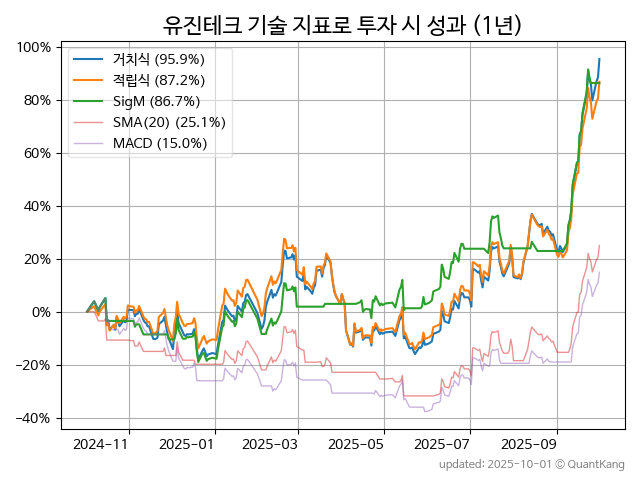 유진테크 기술 지표로 투자 시 성과 (1년)
100%
80%
60%
40%
20%
0%
−20%
−40%
거치식 (95.9%)
적립식 (87.2%)
SigM (86.7%)
SMA(20) (25.1%)
MACD (15.0%)
2024-11
2025-01
2025-03
2025-05
2025-07
2025-09
updated: 2025-10-01 © QuantKang